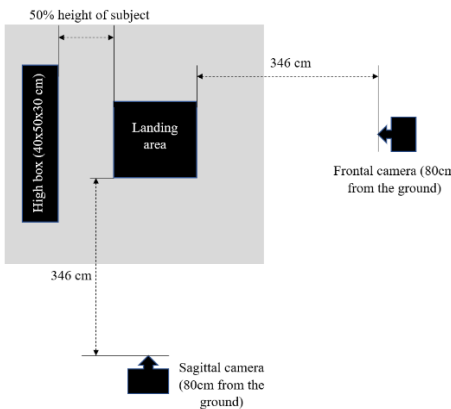 50% height of subject
346 cm
High box (40x50x30 cm)
Landing
area
Frontal camera (80cm
from the ground)
346 cm
Sagittal camera
(80cm from the
ground)